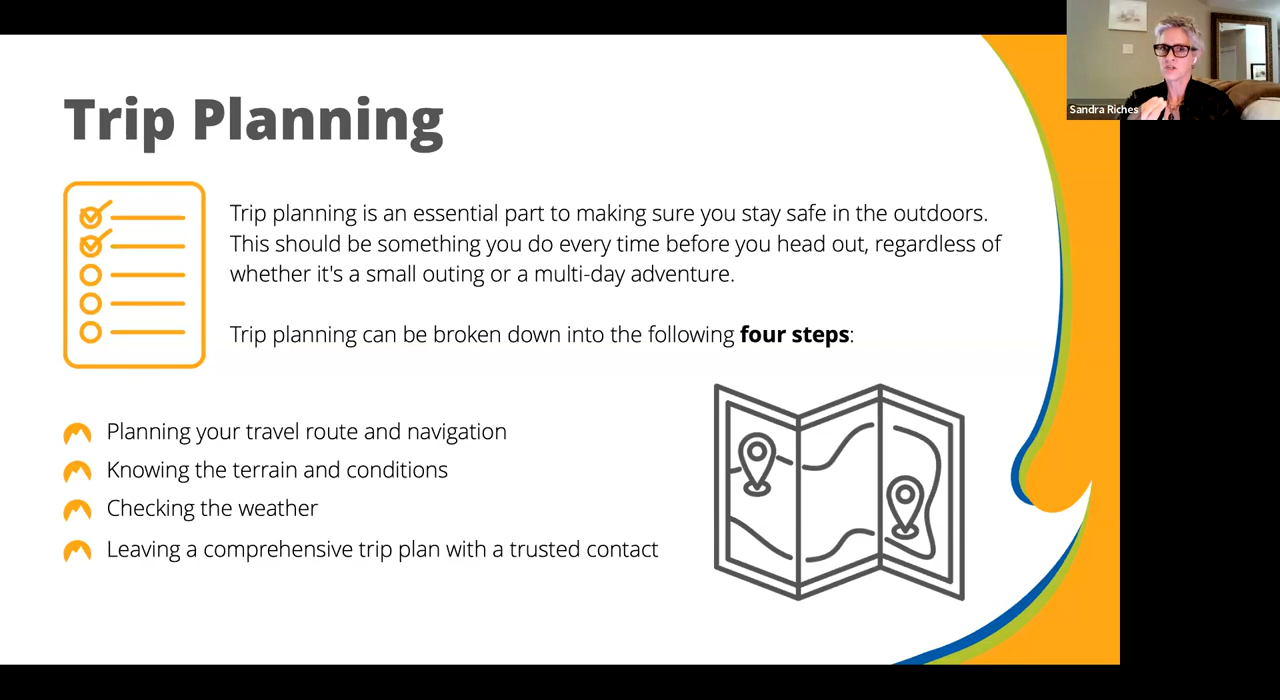 Trip Planning
Sandra Riches
Trip planning is an essential part to making sure you stay safe in the outdoors.
This should be something you do every time before you head out, regardless of
whether it's a small outing or a multi-day adventure.
Trip planning can be broken down into the following four steps:
Planning your travel route and navigation
Knowing the terrain and conditions
Checking the weather
Leaving a comprehensive trip plan with a trusted contact